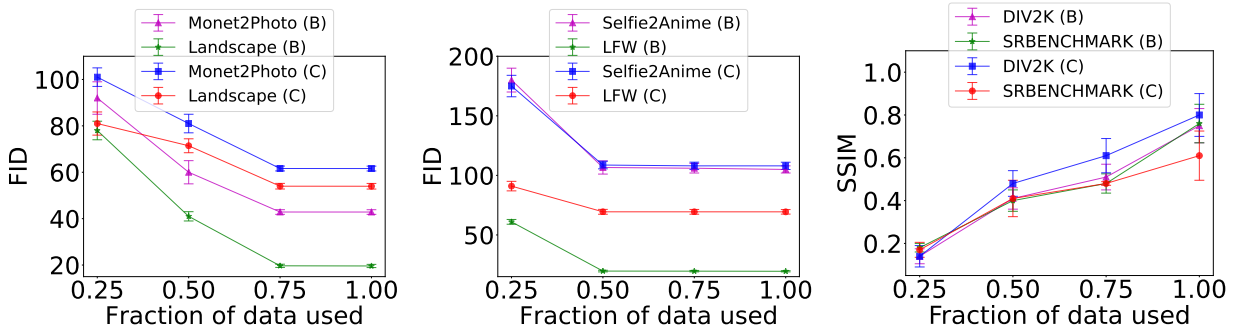 Monet2Photo (B)
Landscape (B)
Monet2Photo (C)
Landscape (C)
FID
100
80
60
40
20
0.25 0.50 0.75 1.00
Fraction of data used
Selfie2Anime (B)
LFW (B)
Selfie2Anime (C)
LFW (C)
FID
200
150
100
50
0.25 0.50 0.75 1.00
Fraction of data used
DIV2K (B)
SRBENCHMARK (B)
DIV2K (C)
SRBENCHMARK (C)
SSIM
1.0
0.8
0.6
0.4
0.2
0.25 0.50 0.75 1.00
Fraction of data used